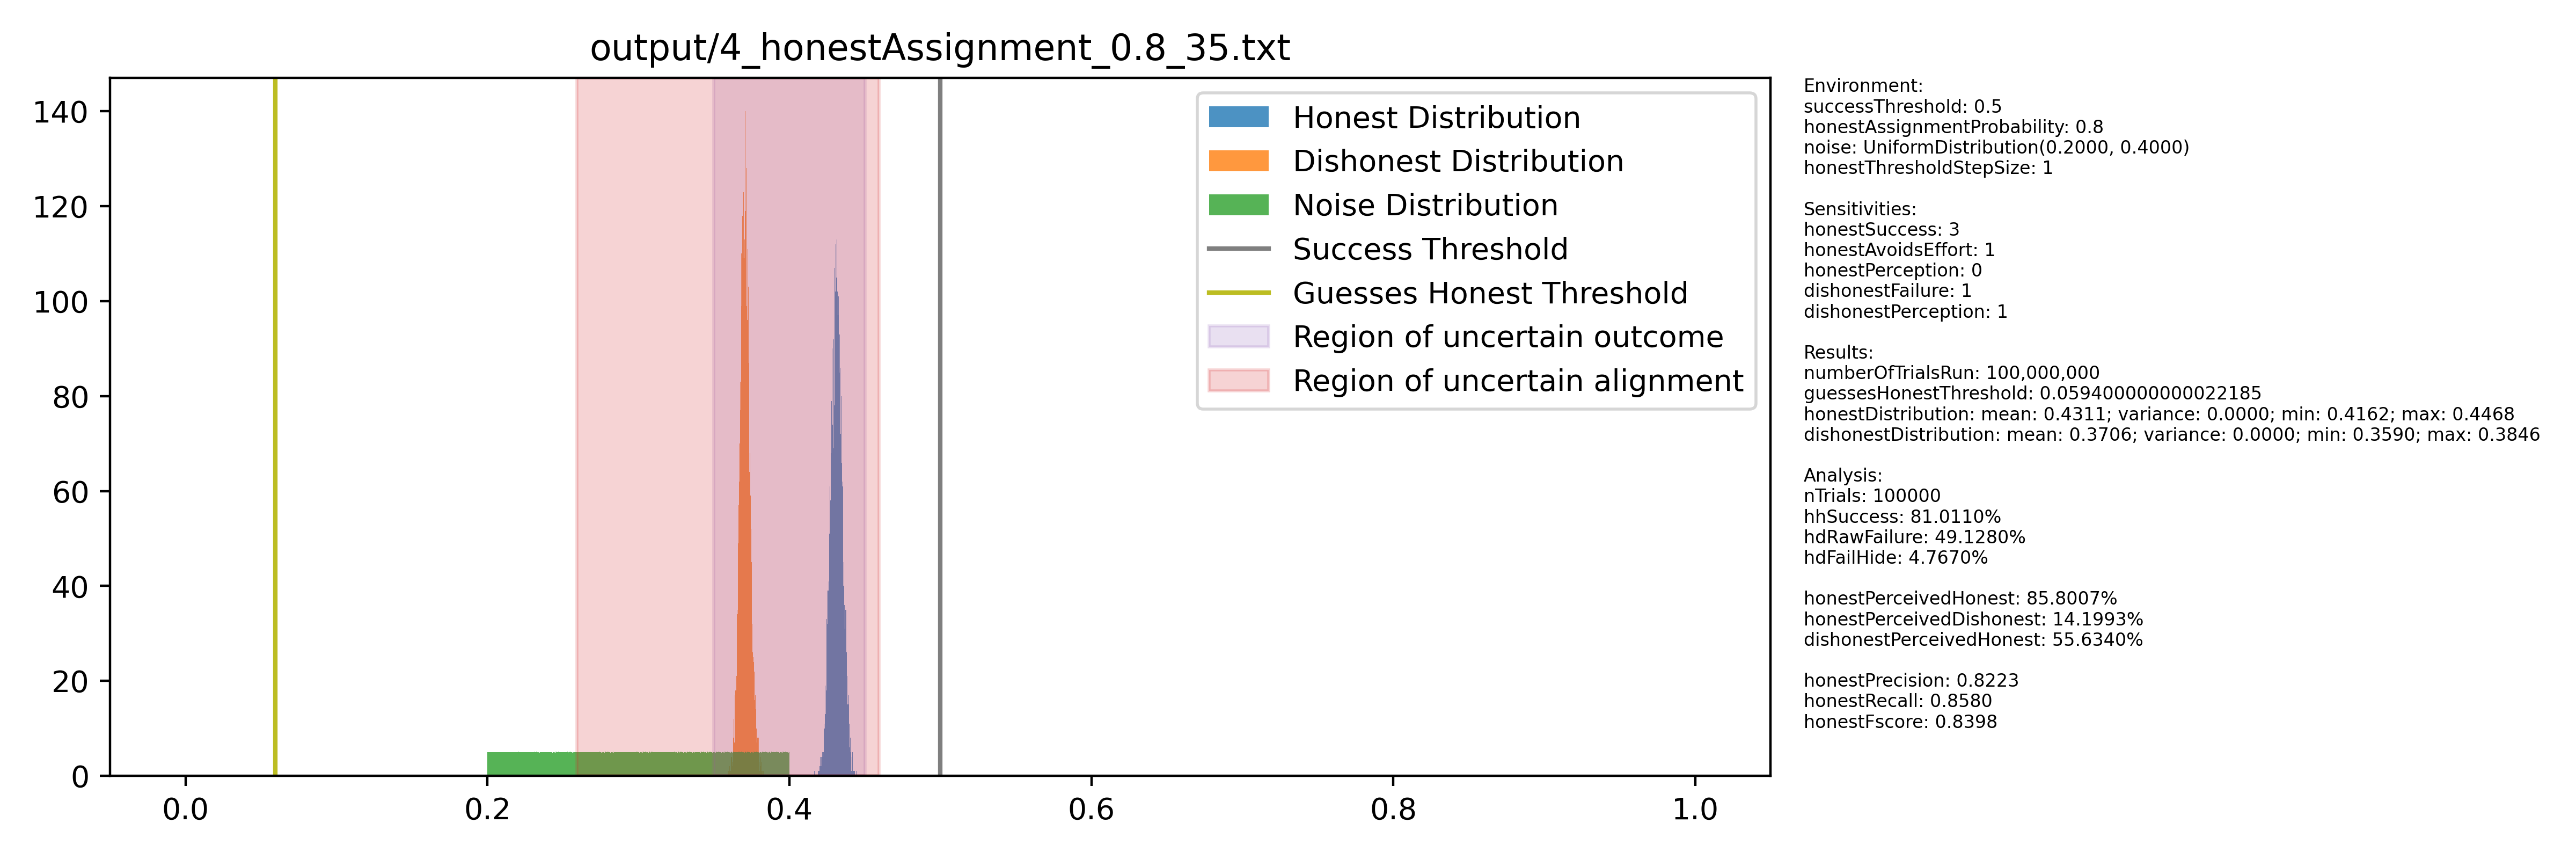 output/4_honestAssignment_0.8_35.txt
140
120
100
80
60
40
20
0
0.0
0.2
0.4
0.6
0.8
1.0
Honest Distribution
Dishonest Distribution
Noise Distribution
Success Threshold
Guesses Honest Threshold
Region of uncertain outcome
Region of uncertain alignment
Environment:
successThreshold: 0.5
honestAssignmentProbability: 0.8
noise: UniformDistribution(0.2000, 0.4000)
honestThresholdStepSize: 1
Sensitivities:
honestSuccess: 3
honestAvoidsEffort: 1
honestPerception: 0
dishonestFailure: 1
dishonestPerception: 1
Results:
numberOfTrialsRun: 100,000,000
guessesHonestThreshold: 0.059400000000022185
honestDistribution: mean: 0.4311; variance: 0.0000; min: 0.4162; max: 0.4468
dishonestDistribution: mean: 0.3706; variance: 0.0000; min: 0.3590; max: 0.3846
Analysis:
nTrials: 100000
hhSuccess: 81.0110%
hdRawFailure: 49.1280%
hdFailHide: 4.7670%
honestPerceivedHonest: 85.8007%
honestPerceivedDishonest: 14.1993%
dishonestPerceivedHonest: 55.6340%
honestPrecision: 0.8223
honestRecall: 0.8580
honestFscore: 0.8398